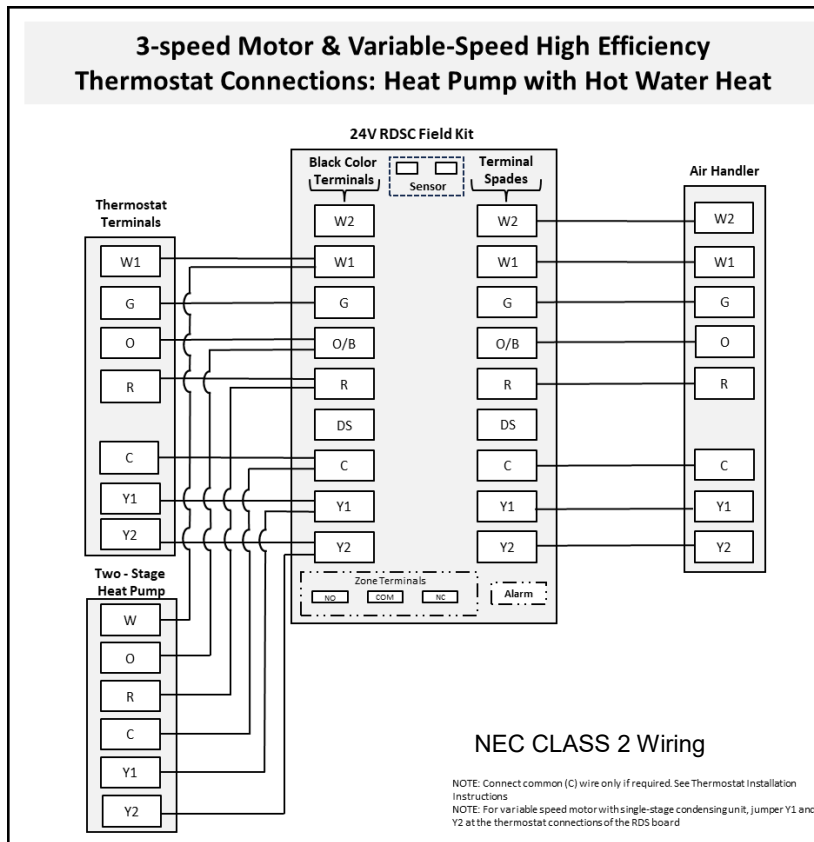 3-speed Motor & Variable-Speed High Efficiency
Thermostat Connections: Heat Pump with Hot Water Heat
24V RDSC Field Kit
Black Color
Terminals
Sensor
Terminal
Spades
Air Handler
Thermostat
Terminals
W2
W2
W2
W1
W1
W1
W1
G
G
G
G
O
O/B
O/B
O
R
R
R
R
DS
DS
C
C
C
C
Y1
Y1
Y1
Y1
Y2
Y2
Y2
Y2
Two - Stage
Heat Pump
Zone Terminals
NO
COM
NC
Alarm
W
O
R
C
Y1
Y2
NEC CLASS 2 Wiring
NOTE: Connect common (C) wire only if required. See Thermostat Installation
Instructions
NOTE: For variable speed motor with single-stage condensing unit, jumper Y1 and
Y2 at the thermostat connections of the RDS board